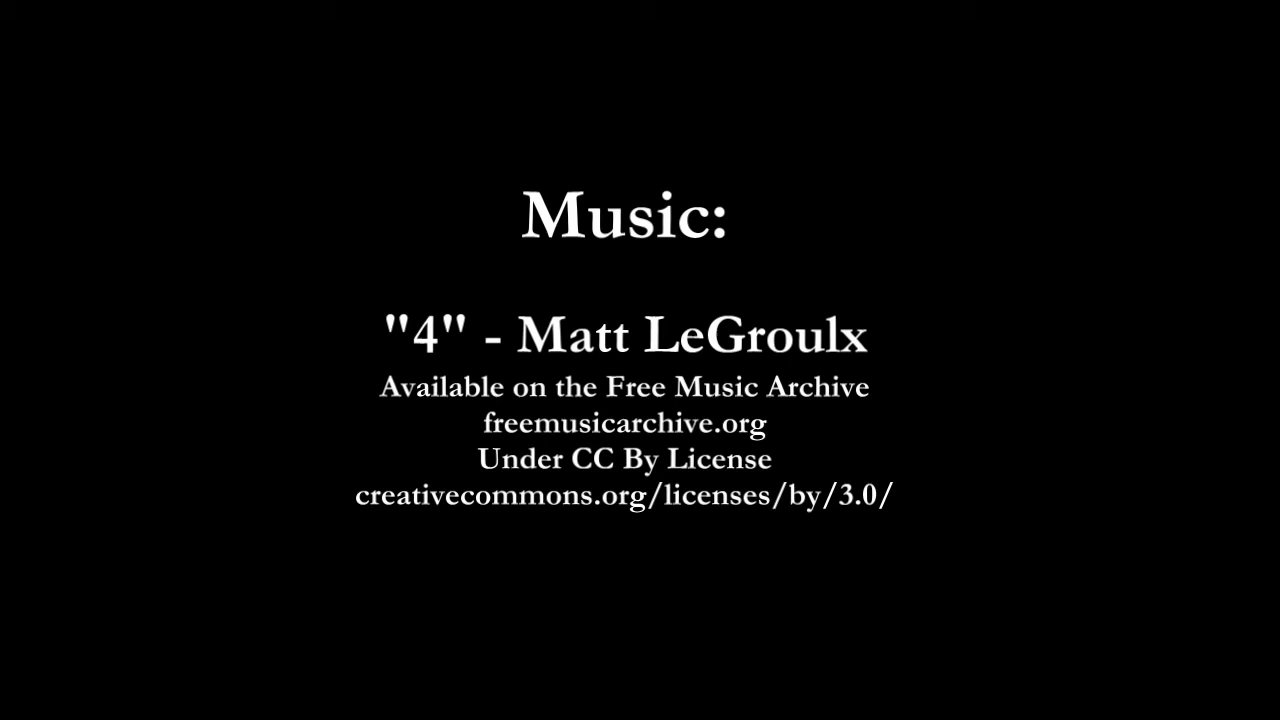 Music:
"4" - Matt LeGroulx
Available on the Free Music Archive
freemusicarchive.org
Under CC By License
creativecommons.org/licenses/by/3.0/